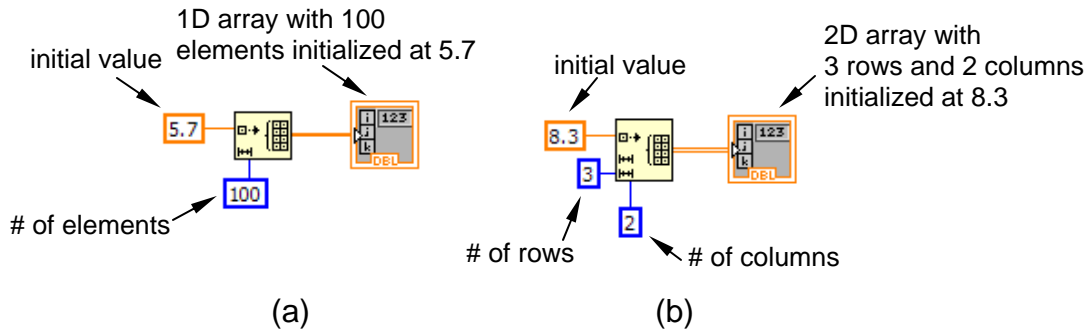 1D array with 100
elements initialized at 5.7
initial value
5.7
i
j
k
123
DBL
100
# of elements
(a)
2D array with
3 rows and 2 columns
initialized at 8.3
initial value
8.3
i
j
k
123
DBL
3
2
# of rows
# of columns
(b)